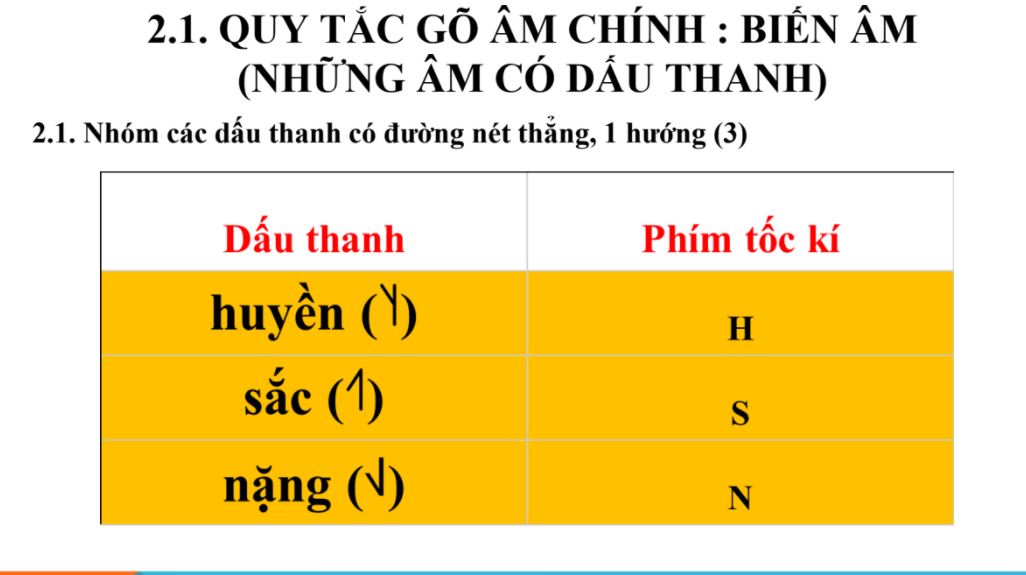 2.1. QUY TẮC GÕ ÂM CHÍNH : BIẾN ÂM
(NHỮNG ÂM CÓ DẤU THANH)
2.1. Nhóm các dấu thanh có đường nét thẳng, 1 hướng (3)
Dấu thanh Phím tốc kí
huyền () H
sắc () S
nặng () N